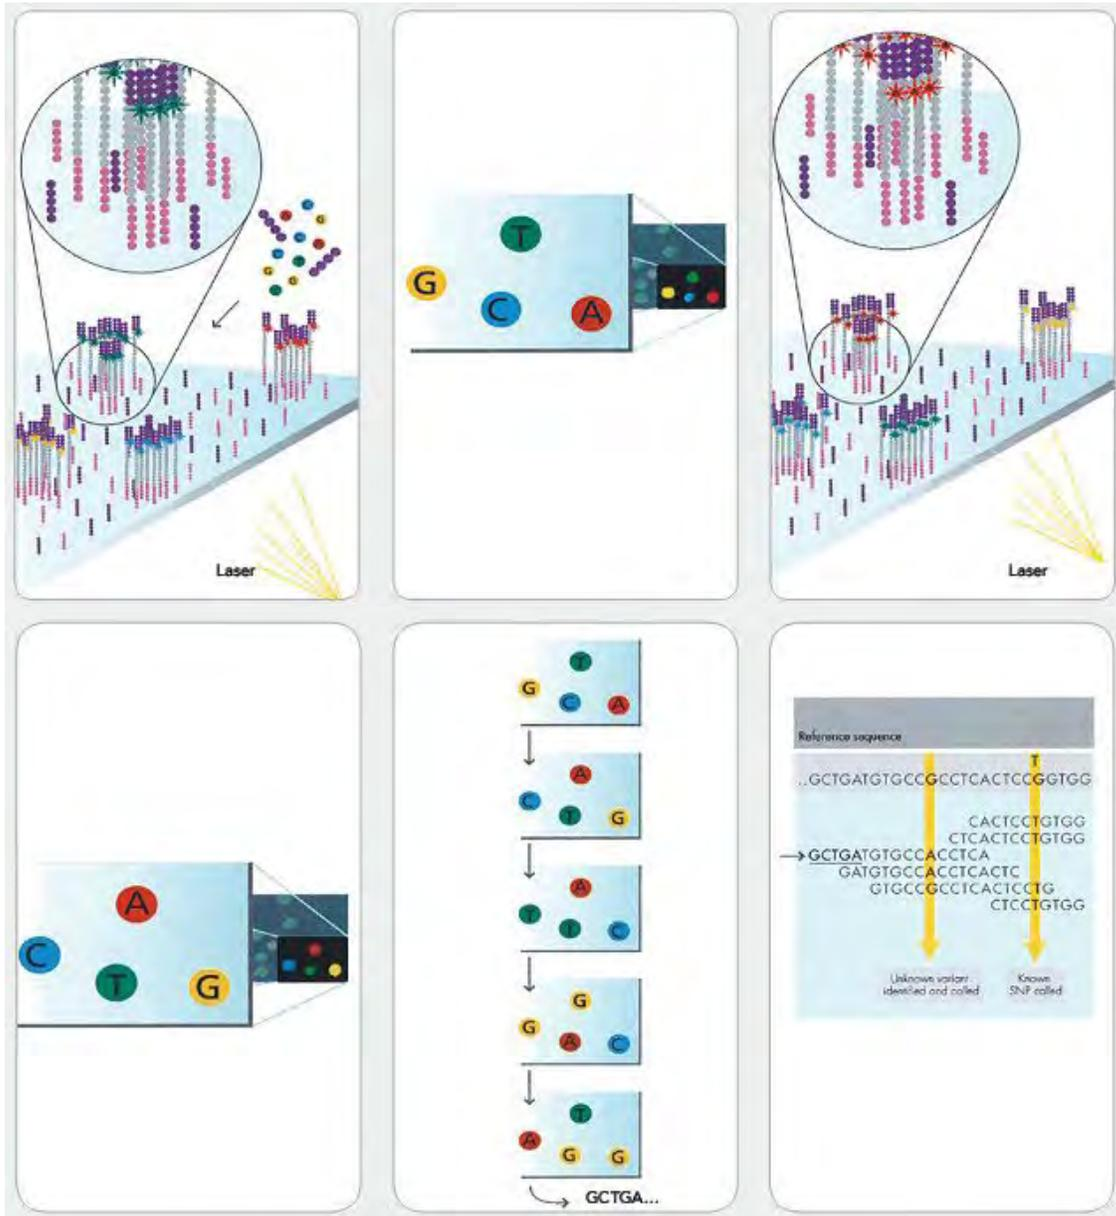 Laser
T
G
C
A
Laser
A
C
T
G
T
G
C
A
A
C
T
G
A
T
T
C
G
G
A
C
T
A
G
G
GCTGA...
Reference sequence
T
..GCTGATGTGCCGCCTCACTCCGGTGG
CACTCCTGTGG
CTCACTCCTGTGG
GCTGATGTGCCACCTCA
GATGTGCCACCTCACTC
GTGCCGCCTCACTCCTG
CTCCTGTGG
Unknown variant
identified and called
Known
SNP called